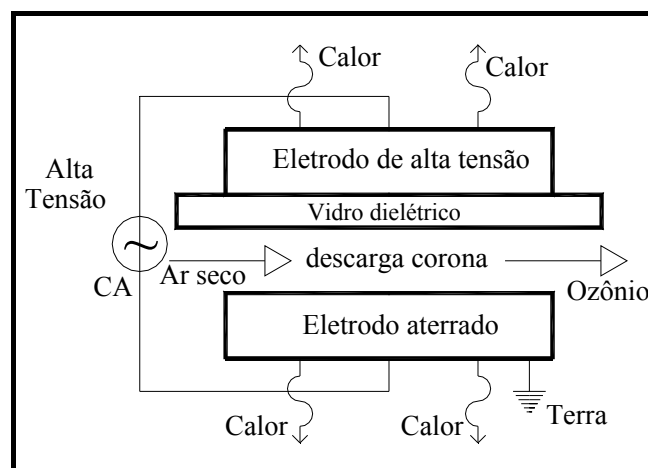 Calor
Calor
Eletrodo de alta tensão
Alta
Tensão
Vidro dielétrico
CA
Ar seco
descarga corona
Ozônio
Eletrodo aterrado
Calor
Calor
Terra